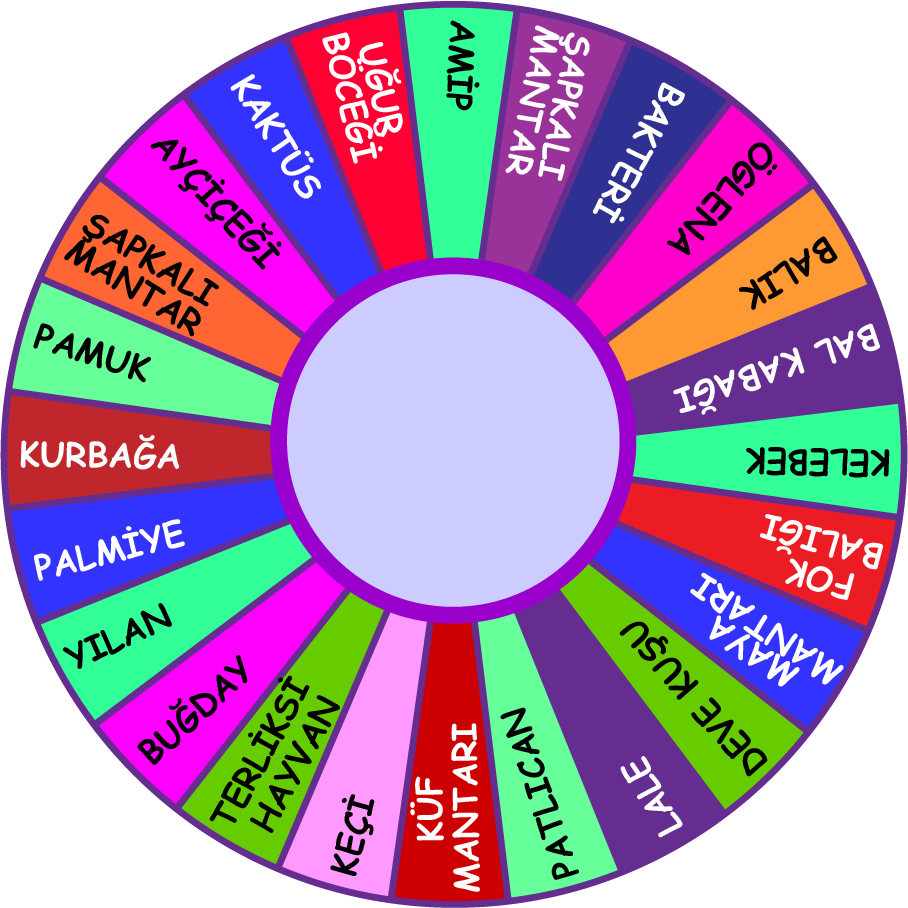 AMİP
ŞAPKALI
MANTAR
BAKTERİ
ÖGLENA
BALIK
BAL KABAĞI
KELEBEK
FOK
BALIĞI
MAYA
MANTARI
DEVE KUŞU
LALE
PATLICAN
KÜF
MANTARI
KEÇİ
TERLİKSİ
HAYVAN
BUĞDAY
YILAN
PALMİYE
KURBAĞA
PAMUK
ŞAPKALI
MANTAR
AYÇİÇEĞİ
KAKTÜS
UĞUB
BÖCEĞİ